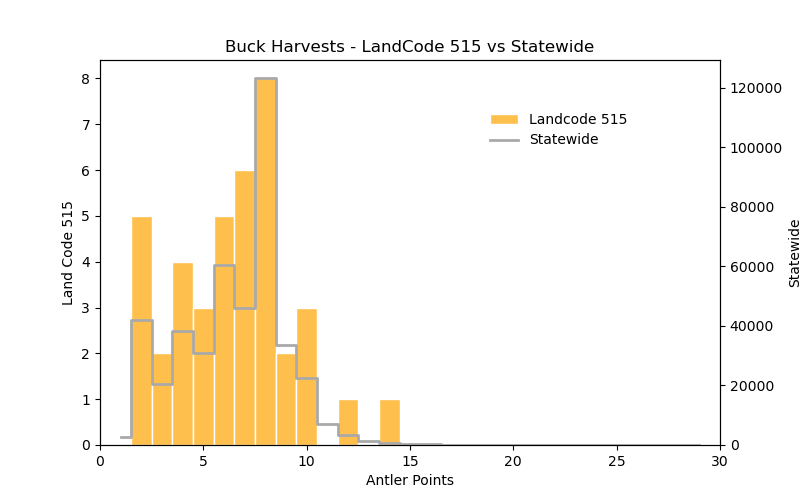 Buck Harvests - LandCode 515 vs Statewide
Landcode 515
Statewide
Land Code 515
8
7
6
5
4
3
2
1
0
120000
100000
80000
60000
40000
20000
0
Statewide
0 5 10 15 20 25 30
Antler Points